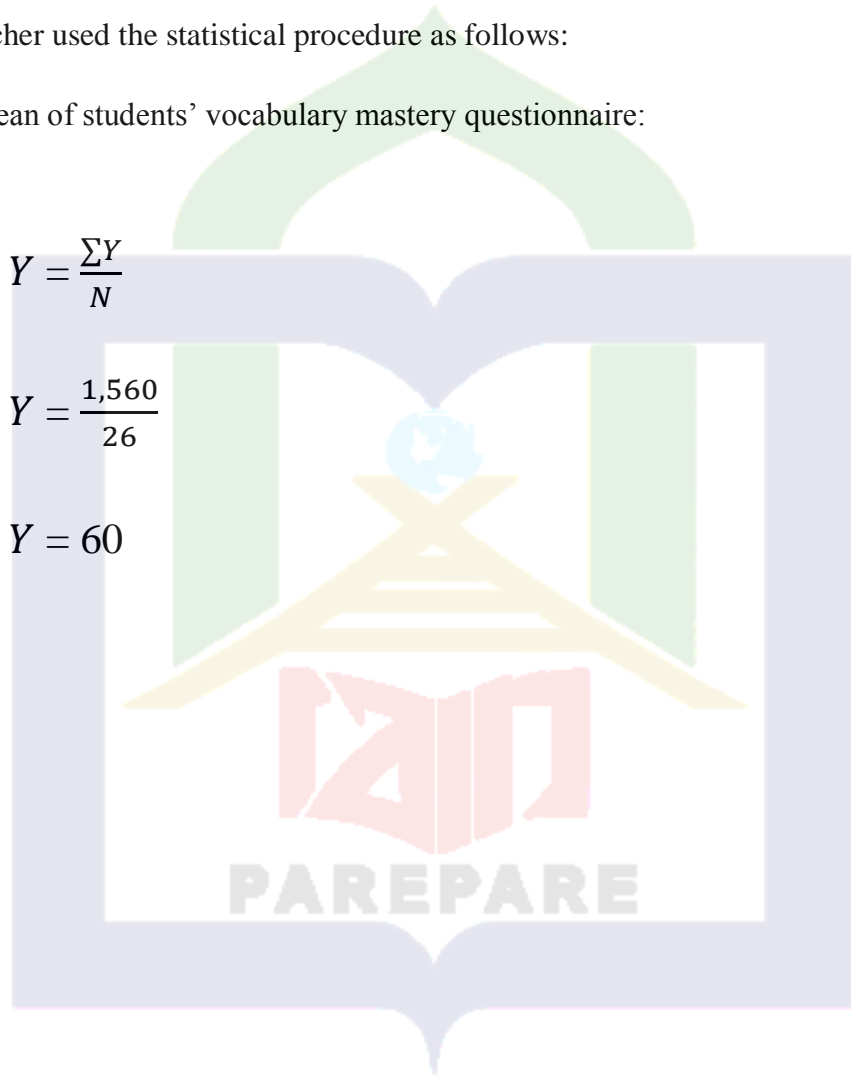 cher used the statistical procedure as follows:
ean of students’ vocabulary mastery questionnaire:
Y = ∑Y / N
Y = 1,560 / 26
Y = 60
PAREPARE